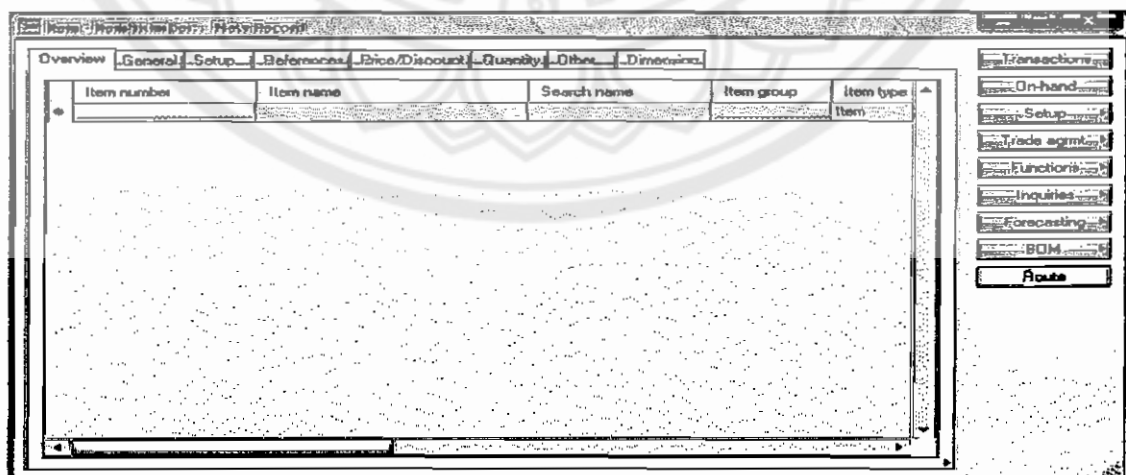 Overview General Setup References Price/Discount Quantity Other Dimension
Item number Item name Search name Item group Item type
Item
Transactions
On-hand
Setup
Trade agrmt.
Functions
Inquiries
Forecasting
BOM
Route